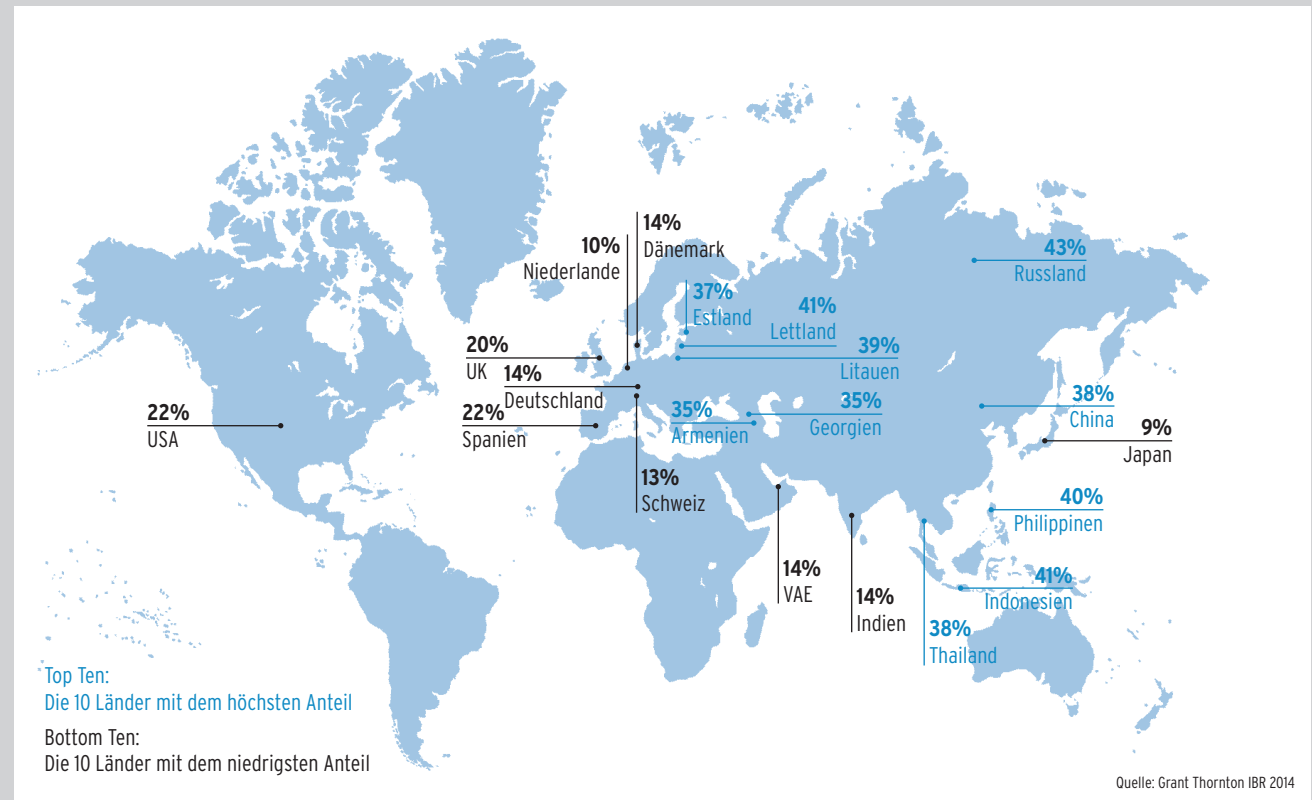 14%
Dänemark
10%
Niederlande
43%
Russland
37%
Estland
41%
Lettland
39%
Litauen
20%
UK
14%
Deutschland
22%
Spanien
22%
USA
35%
Armenien
35%
Georgien
38%
China
9%
Japan
13%
Schweiz
40%
Philippinen
14%
VAE
14%
Indien
41%
Indonesien
38%
Thailand
Top Ten:
Die 10 Länder mit dem höchsten Anteil
Bottom Ten:
Die 10 Länder mit dem niedrigsten Anteil
Quelle: Grant Thornton IBR 2014